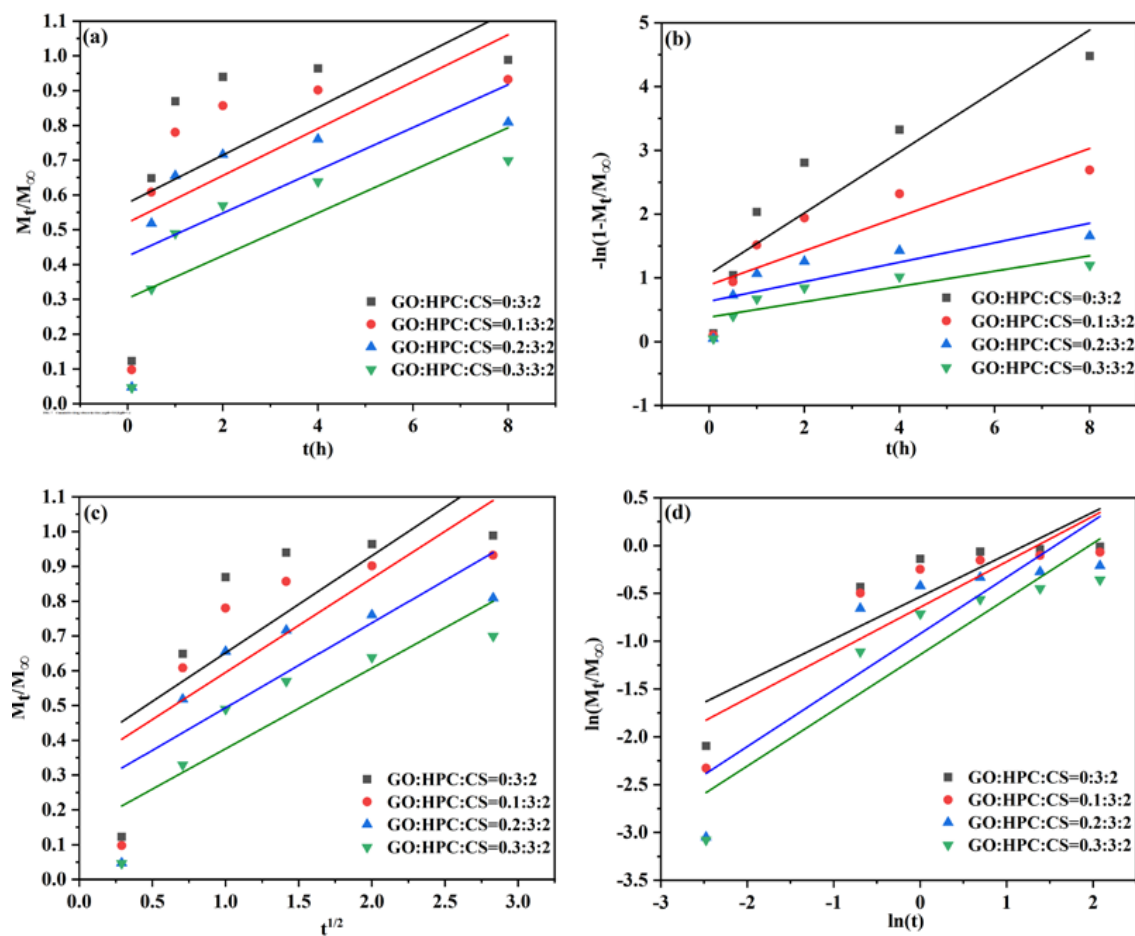 (a)
1.1
1.0
0.9
0.8
0.7
0.6
0.5
0.4
0.3
0.2
0.1
0.0
Mt/M∞
GO:HPC:CS=0:3:2
GO:HPC:CS=0.1:3:2
GO:HPC:CS=0.2:3:2
GO:HPC:CS=0.3:3:2
0 2 4 6 8
t(h)
(b)
5
4
3
2
1
0
-1
-ln(1-Mt/M∞)
GO:HPC:CS=0:3:2
GO:HPC:CS=0.1:3:2
GO:HPC:CS=0.2:3:2
GO:HPC:CS=0.3:3:2
0 2 4 6 8
t(h)
(c)
1.1
1.0
0.9
0.8
0.7
0.6
0.5
0.4
0.3
0.2
0.1
0.0
Mt/M∞
GO:HPC:CS=0:3:2
GO:HPC:CS=0.1:3:2
GO:HPC:CS=0.2:3:2
GO:HPC:CS=0.3:3:2
0.0 0.5 1.0 1.5 2.0 2.5 3.0
t1/2
(d)
0.5
0.0
-0.5
-1.0
-1.5
-2.0
-2.5
-3.0
-3.5
ln(Mt/M∞)
GO:HPC:CS=0:3:2
GO:HPC:CS=0.1:3:2
GO:HPC:CS=0.2:3:2
GO:HPC:CS=0.3:3:2
-3 -2 -1 0 1 2
ln(t)